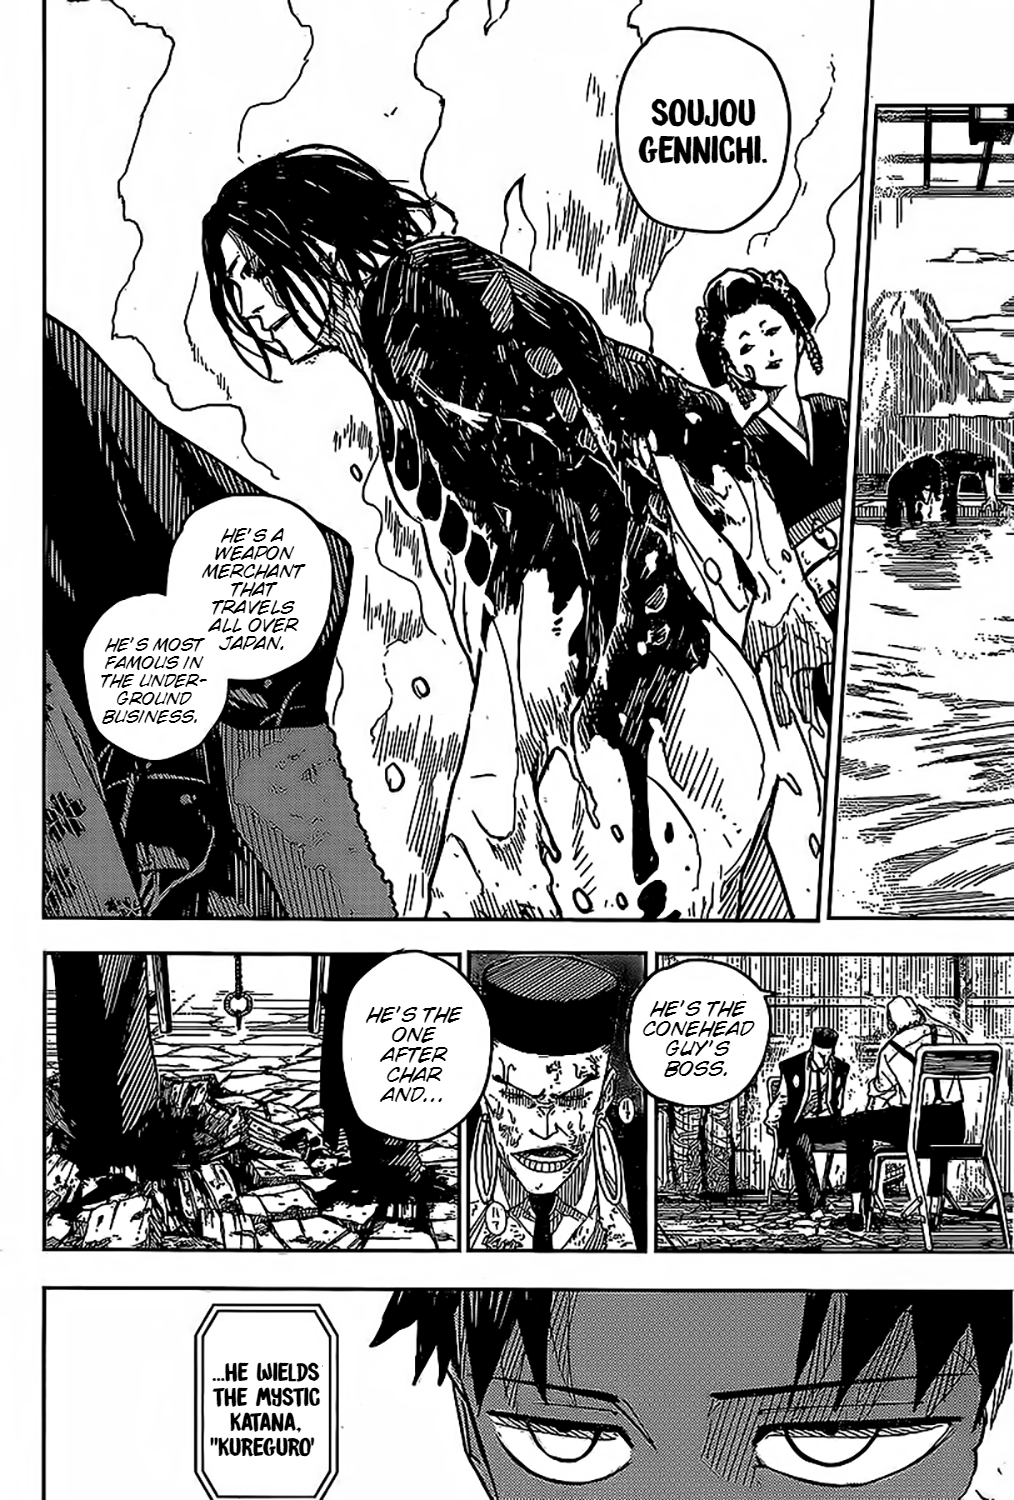 SOUJOU
GENNICHI.
HE'S A
WEAPON
MERCHANT
THAT
TRAVELS
ALL OVER
JAPAN.
HE'S MOST
FAMOUS IN
THE UNDER-
GROUND
BUSINESS.
HE'S THE
CONEHEAD
GUY'S
BOSS.
HE'S THE
ONE
AFTER
CHAR
AND...
...HE WIELDS
THE MYSTIC
KATANA,
"KUREGURO'